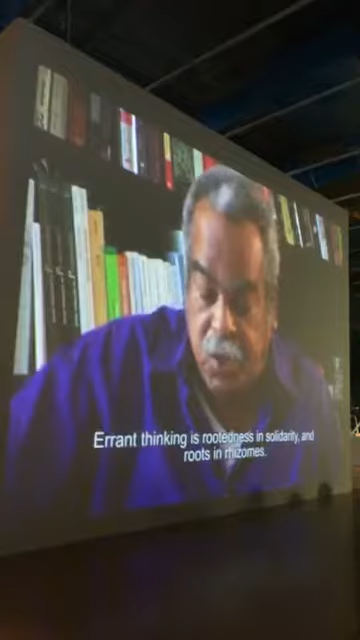 Errant thinking is rootedness in solidarity, and
roots in rhizomes.